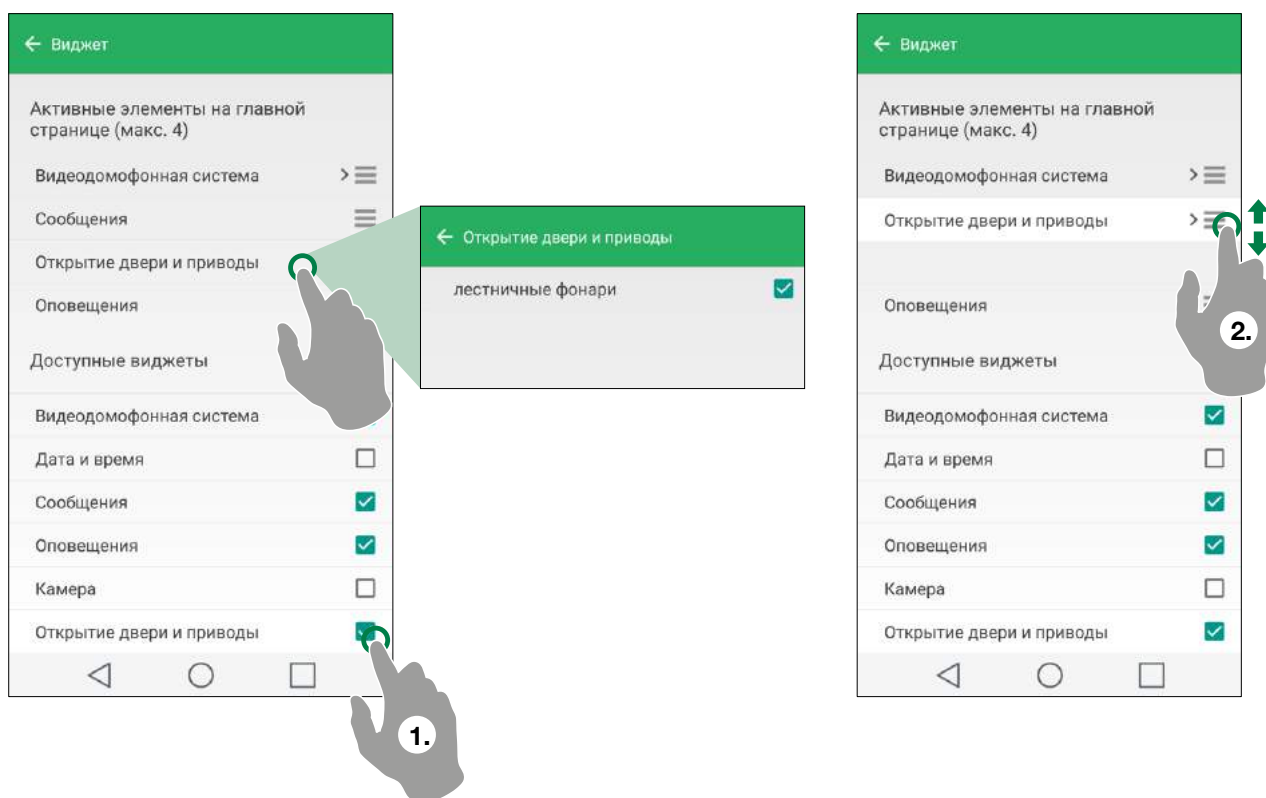 Виджет
Активные элементы на главной
странице (макс. 4)
Видеодомофонная система
Сообщения
Открытие двери и приводы
Оповещения
Доступные виджеты
Видеодомофонная система
Дата и время
Сообщения
Оповещения
Камера
Открытие двери и приводы
1.
Открытие двери и приводы
лестничные фонари
Виджет
Активные элементы на главной
странице (макс. 4)
Видеодомофонная система
Открытие двери и приводы
Оповещения
2.
Доступные виджеты
Видеодомофонная система
Дата и время
Сообщения
Оповещения
Камера
Открытие двери и приводы